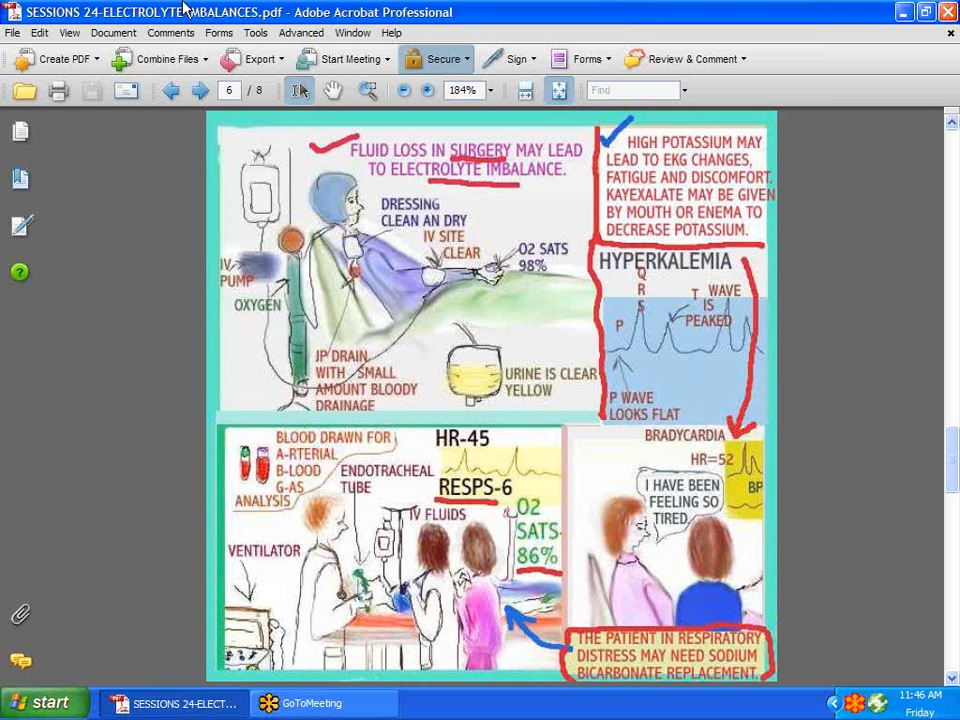 SESSIONS 24-ELECTROLYTE IMBALANCES.pdf - Adobe Acrobat Professional
File Edit View Document Comments Forms Tools Advanced Window Help
Create PDF Combine Files Export Start Meeting Secure Sign Forms Review & Comment
6 / 8 184% Find
FLUID LOSS IN SURGERY MAY LEAD
TO ELECTROLYTE IMBALANCE.
DRESSING
CLEAN AN DRY
IV SITE
CLEAR
O2 SATS
98%
IV
PUMP
OXYGEN
JP DRAIN
WITH SMALL
AMOUNT BLOODY
DRAINAGE
URINE IS CLEAR
YELLOW
HIGH POTASSIUM MAY
LEAD TO EKG CHANGES,
FATIGUE AND DISCOMFORT.
KAYEXALATE MAY BE GIVEN
BY MOUTH OR ENEMA TO
DECREASE POTASSIUM.
HYPERKALEMIA
Q
R
S
P
T WAVE
IS
PEAKED
P WAVE
LOOKS FLAT
BLOOD DRAWN FOR
A-RTERIAL
B-LOOD
G-AS
ANALYSIS
HR-45
ENDOTRACHEAL
TUBE
RESPS-6
IV FLUIDS
O2
SATS-
86%
VENTILATOR
BRADYCARDIA
HR=52
BP
I HAVE BEEN
FEELING SO
TIRED.
THE PATIENT IN RESPIRATORY
DISTRESS MAY NEED SODIUM
BICARBONATE REPLACEMENT.
start SESSIONS 24-ELECT... GoToMeeting 11:46 AM
Friday